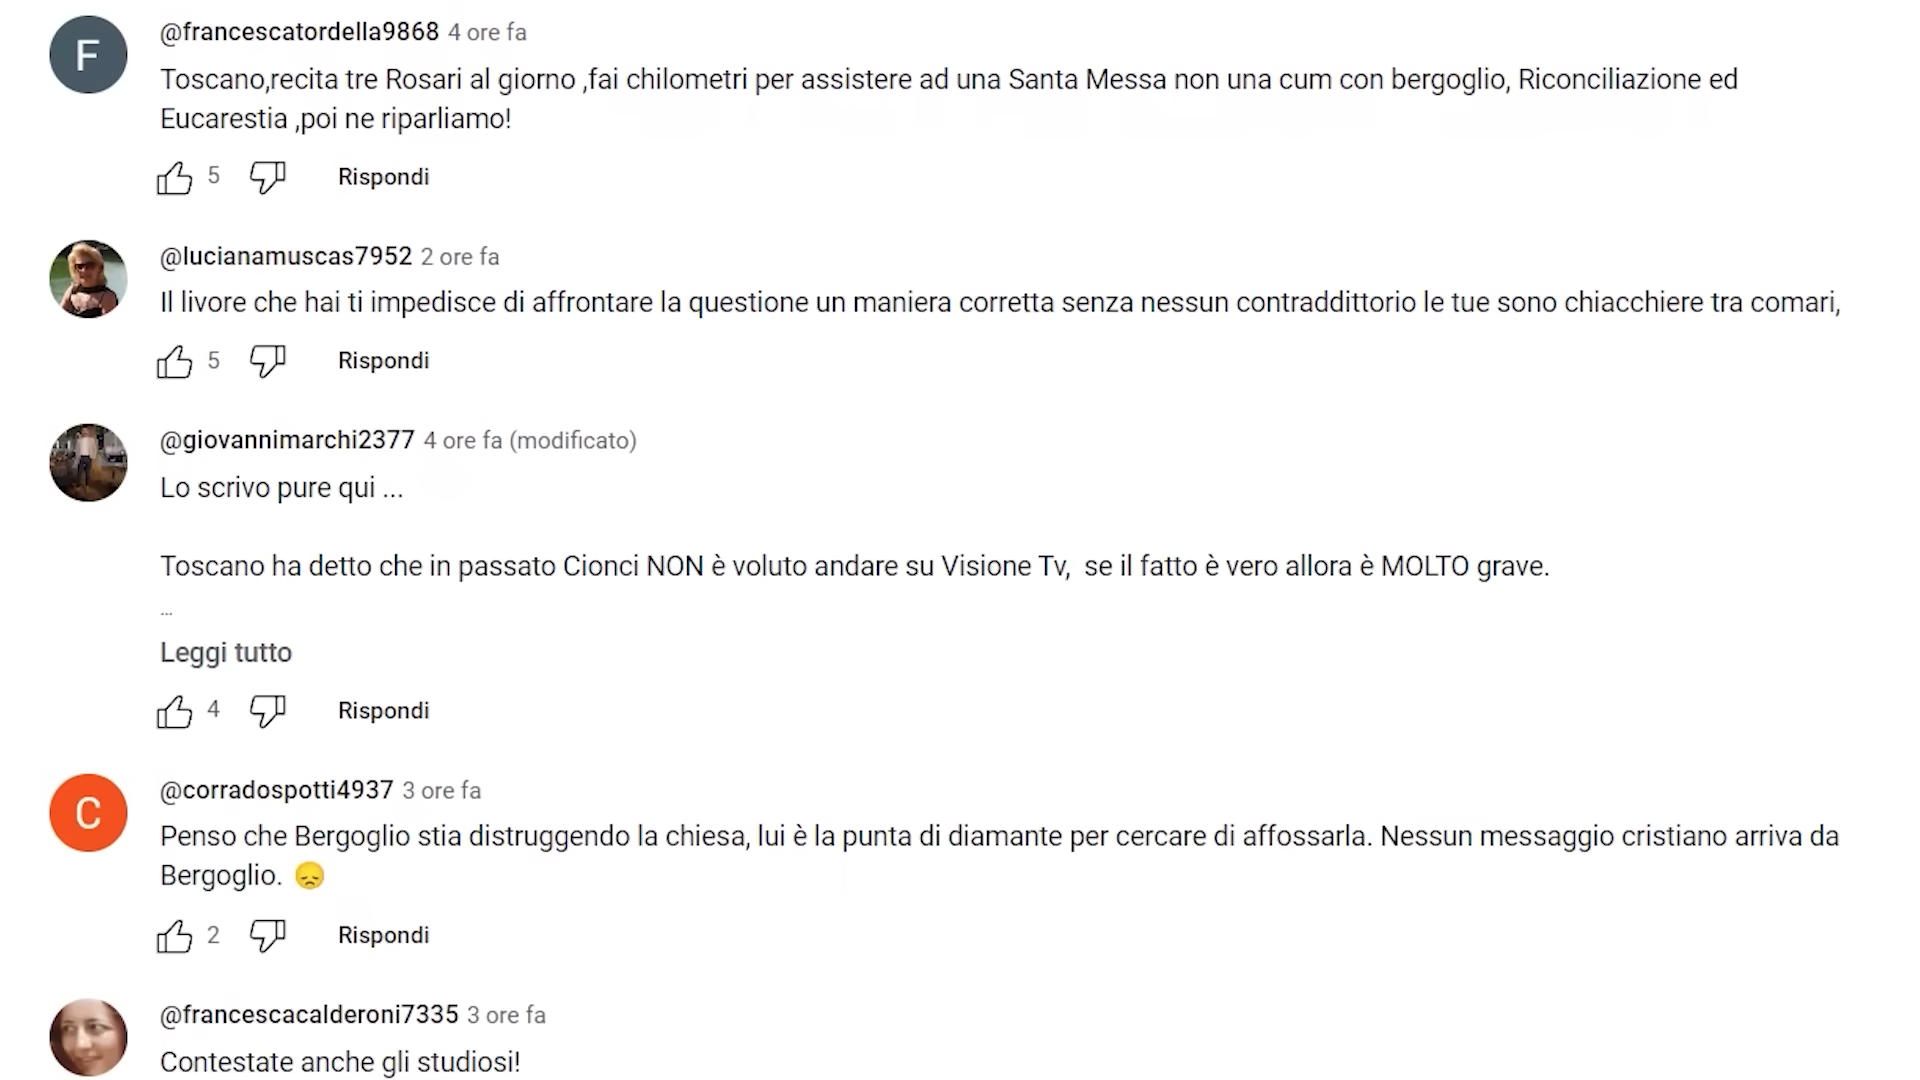 F
@francescatordella9868 4 ore fa
Toscano,recita tre Rosari al giorno ,fai chilometri per assistere ad una Santa Messa non una cum con bergoglio, Riconciliazione ed
Eucarestia ,poi ne riparliamo!
5 Rispondi
@lucianamuscas7952 2 ore fa
Il livore che hai ti impedisce di affrontare la questione un maniera corretta senza nessun contraddittorio le tue sono chiacchiere tra comari,
5 Rispondi
@giovannimarchi2377 4 ore fa (modificato)
Lo scrivo pure qui ...
Toscano ha detto che in passato Cionci NON è voluto andare su Visione Tv,  se il fatto è vero allora è MOLTO grave.
...
Leggi tutto
4 Rispondi
C
@corradospotti4937 3 ore fa
Penso che Bergoglio stia distruggendo la chiesa, lui è la punta di diamante per cercare di affossarla. Nessun messaggio cristiano arriva da
Bergoglio. 😞
2 Rispondi
@francescacalderoni7335 3 ore fa
Contestate anche gli studiosi!